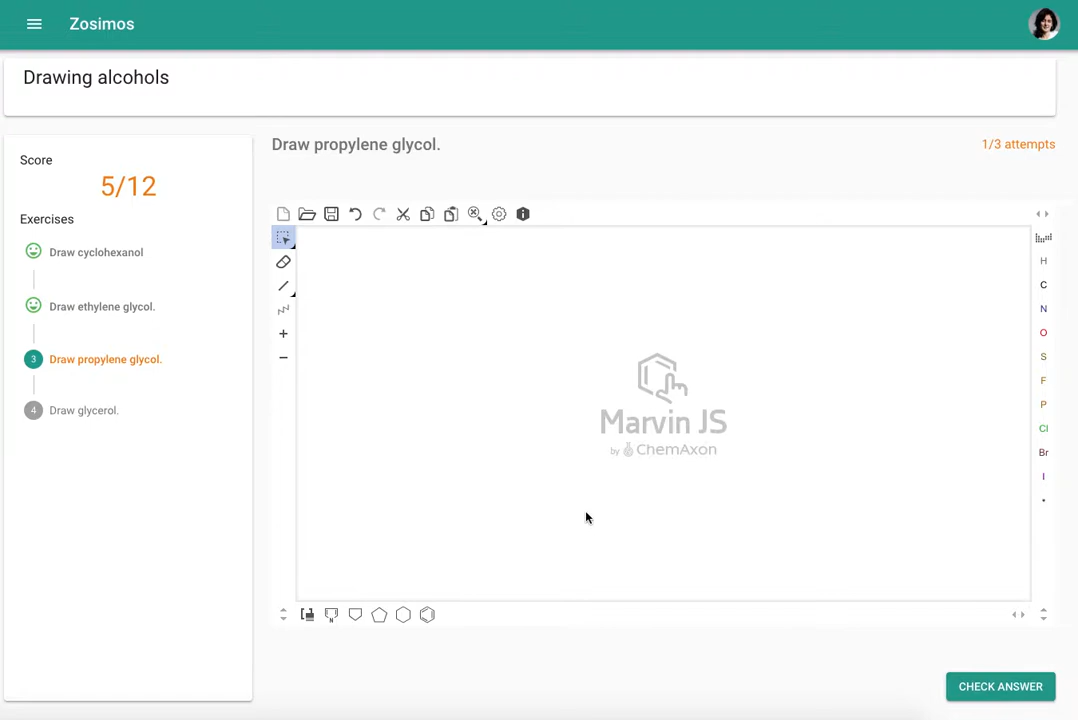 Zosimos
Drawing alcohols
Score
5/12
Exercises
Draw cyclohexanol
Draw ethylene glycol.
3 Draw propylene glycol.
4 Draw glycerol.
Draw propylene glycol.
1/3 attempts
H
C
N
O
S
F
P
Cl
Br
I
Marvin JS
by ChemAxon
N
CHECK ANSWER